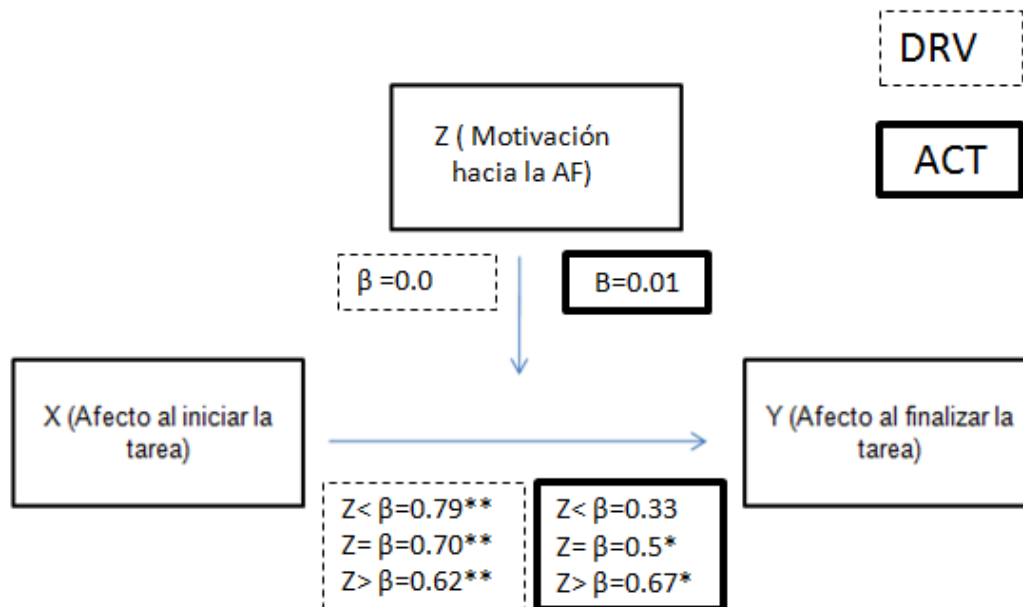 DRV
Z ( Motivación
hacia la AF)
ACT
β =0.0
B=0.01
X (Afecto al iniciar la
tarea)
Y (Afecto al finalizar la
tarea)
Z< β=0.79**
Z= β=0.70**
Z> β=0.62**
Z< β=0.33
Z= β=0.5*
Z> β=0.67*